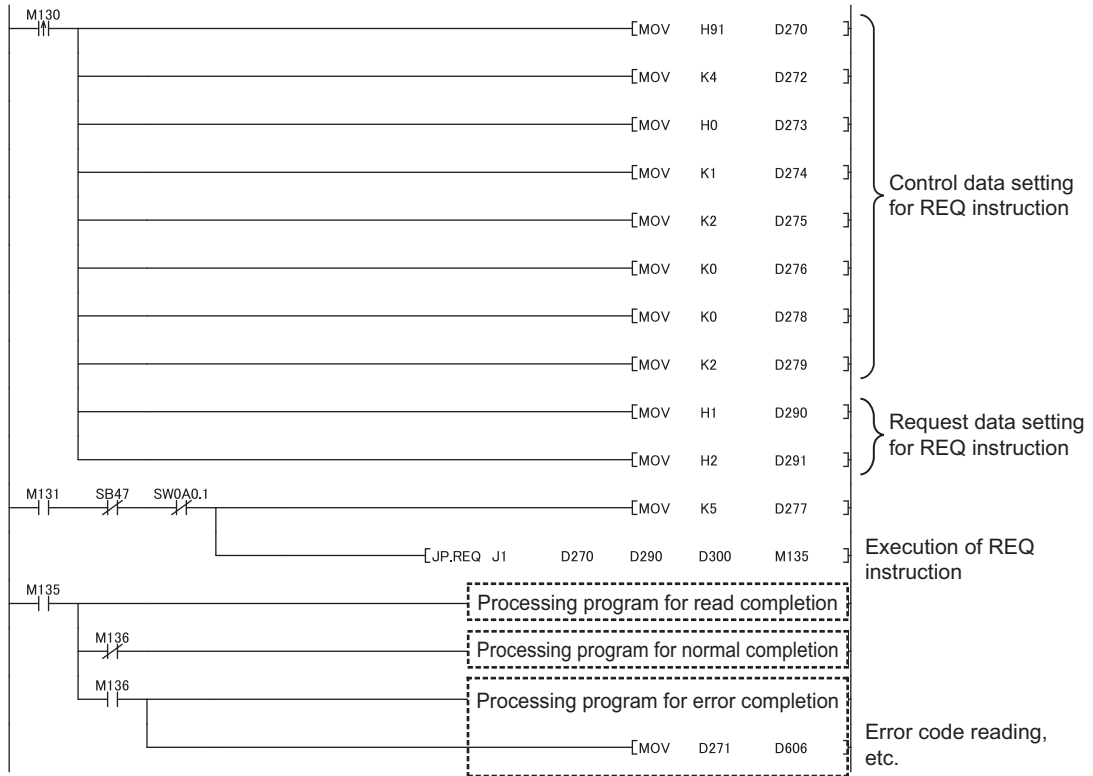 M130
[MOV H91 D270 ]
[MOV K4 D272 ]
[MOV H0 D273 ]
[MOV K1 D274 ]
Control data setting
for REQ instruction
[MOV K2 D275 ]
[MOV K0 D276 ]
[MOV K0 D278 ]
[MOV K2 D279 ]
[MOV H1 D290 ]
Request data setting
for REQ instruction
[MOV H2 D291 ]
M131 SB47 SW0A0.1
[MOV K5 D277 ]
[JP.REQ J1 D270 D290 D300 M135 ]
Execution of REQ
instruction
M135
Processing program for read completion
M136
Processing program for normal completion
M136
Processing program for error completion
[MOV D271 D606 ]
Error code reading,
etc.